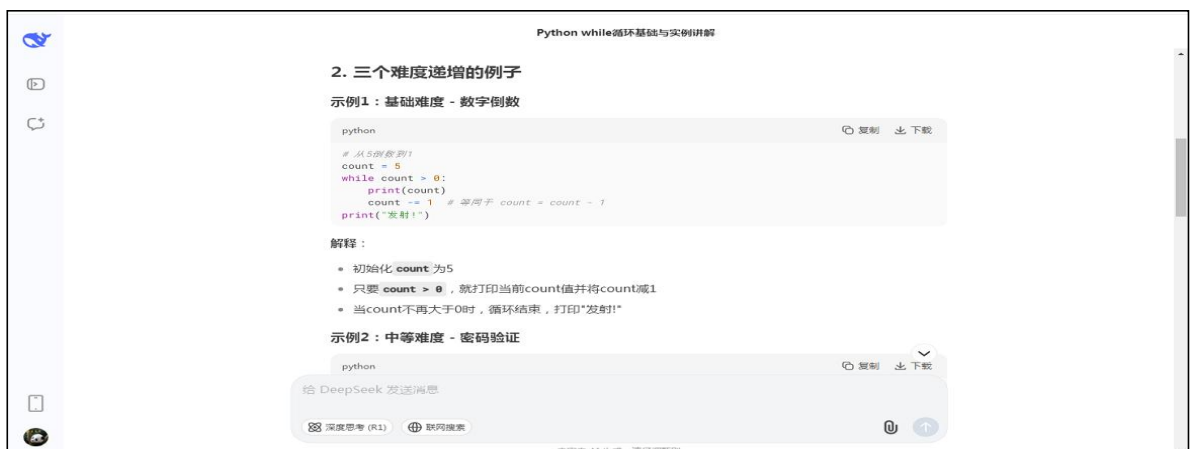 Python while循环基础与实例讲解
2. 三个难度递增的例子
示例1：基础难度 - 数字倒数
python 复制 下载
# 从5倒数到1
count = 5
while count > 0:
    print(count)
    count -= 1  # 等同于 count = count - 1
print("发射!")
解释：
初始化 count 为5
只要 count > 0 ，就打印当前count值并将count减1
当count不再大于0时，循环结束，打印"发射!"
示例2：中等难度 - 密码验证
python 复制 下载
给 DeepSeek 发送消息
深度思考 (R1) 联网搜索